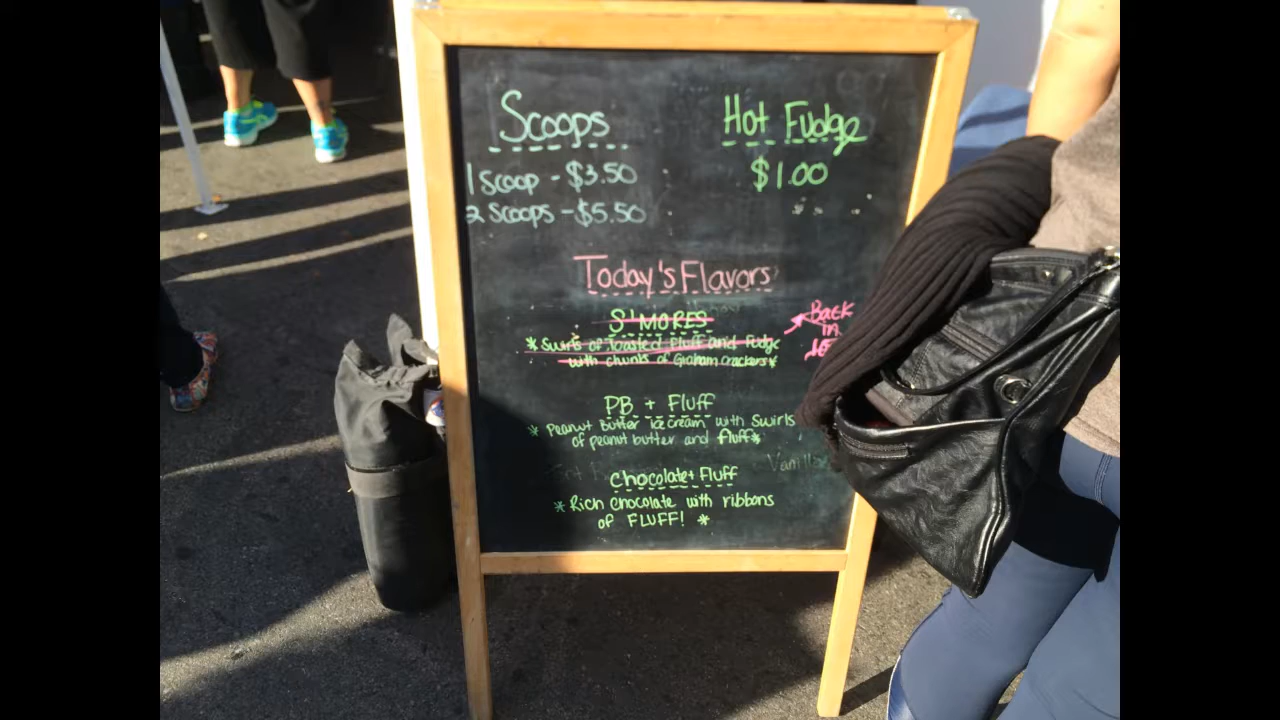 Scoops
1 Scoop - $3.50
2 Scoops - $5.50
Hot Fudge
$1.00
Today's Flavors
S'MORES
* Swirls of Toasted Fluff and Fudge
with chunks of Graham Crackers *
Back
in
PB + Fluff
* Peanut Butter ice cream with swirls
of peanut butter and fluff *
Vanilla
Chocolate + Fluff
* Rich chocolate with ribbons
of FLUFF! *